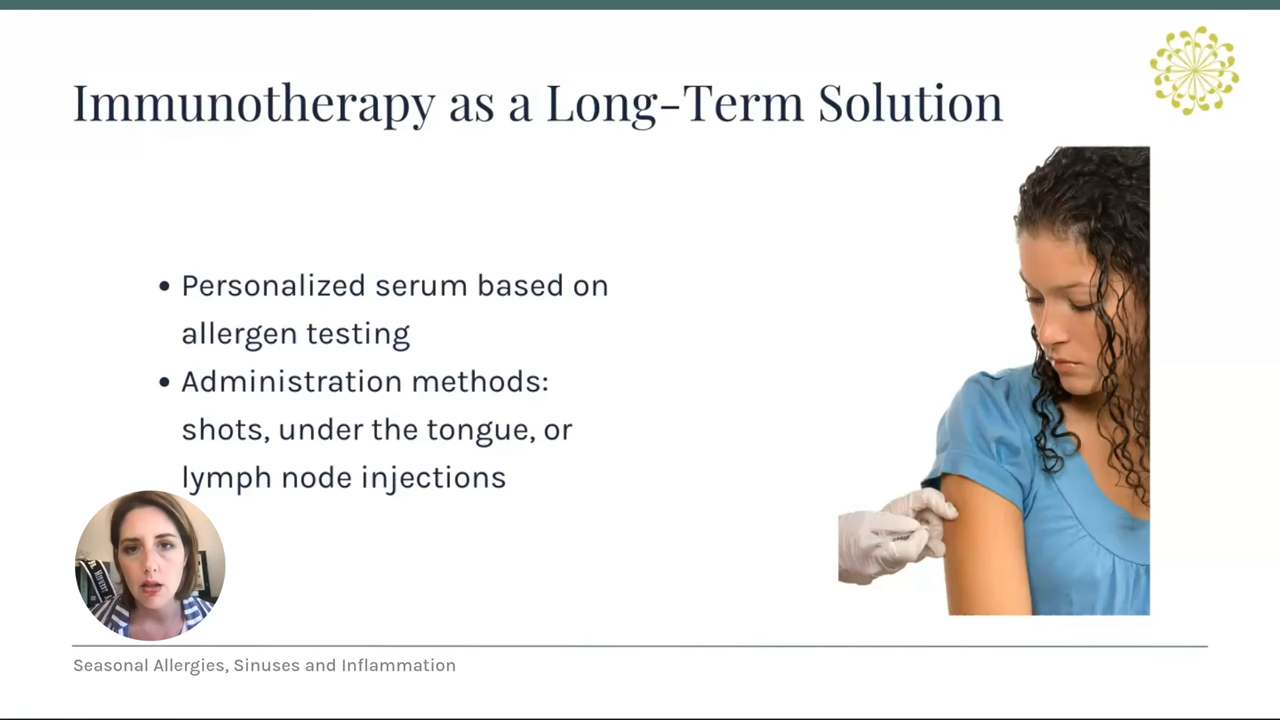 Immunotherapy as a Long-Term Solution
• Personalized serum based on
allergen testing
• Administration methods:
shots, under the tongue, or
lymph node injections
Seasonal Allergies, Sinuses and Inflammation